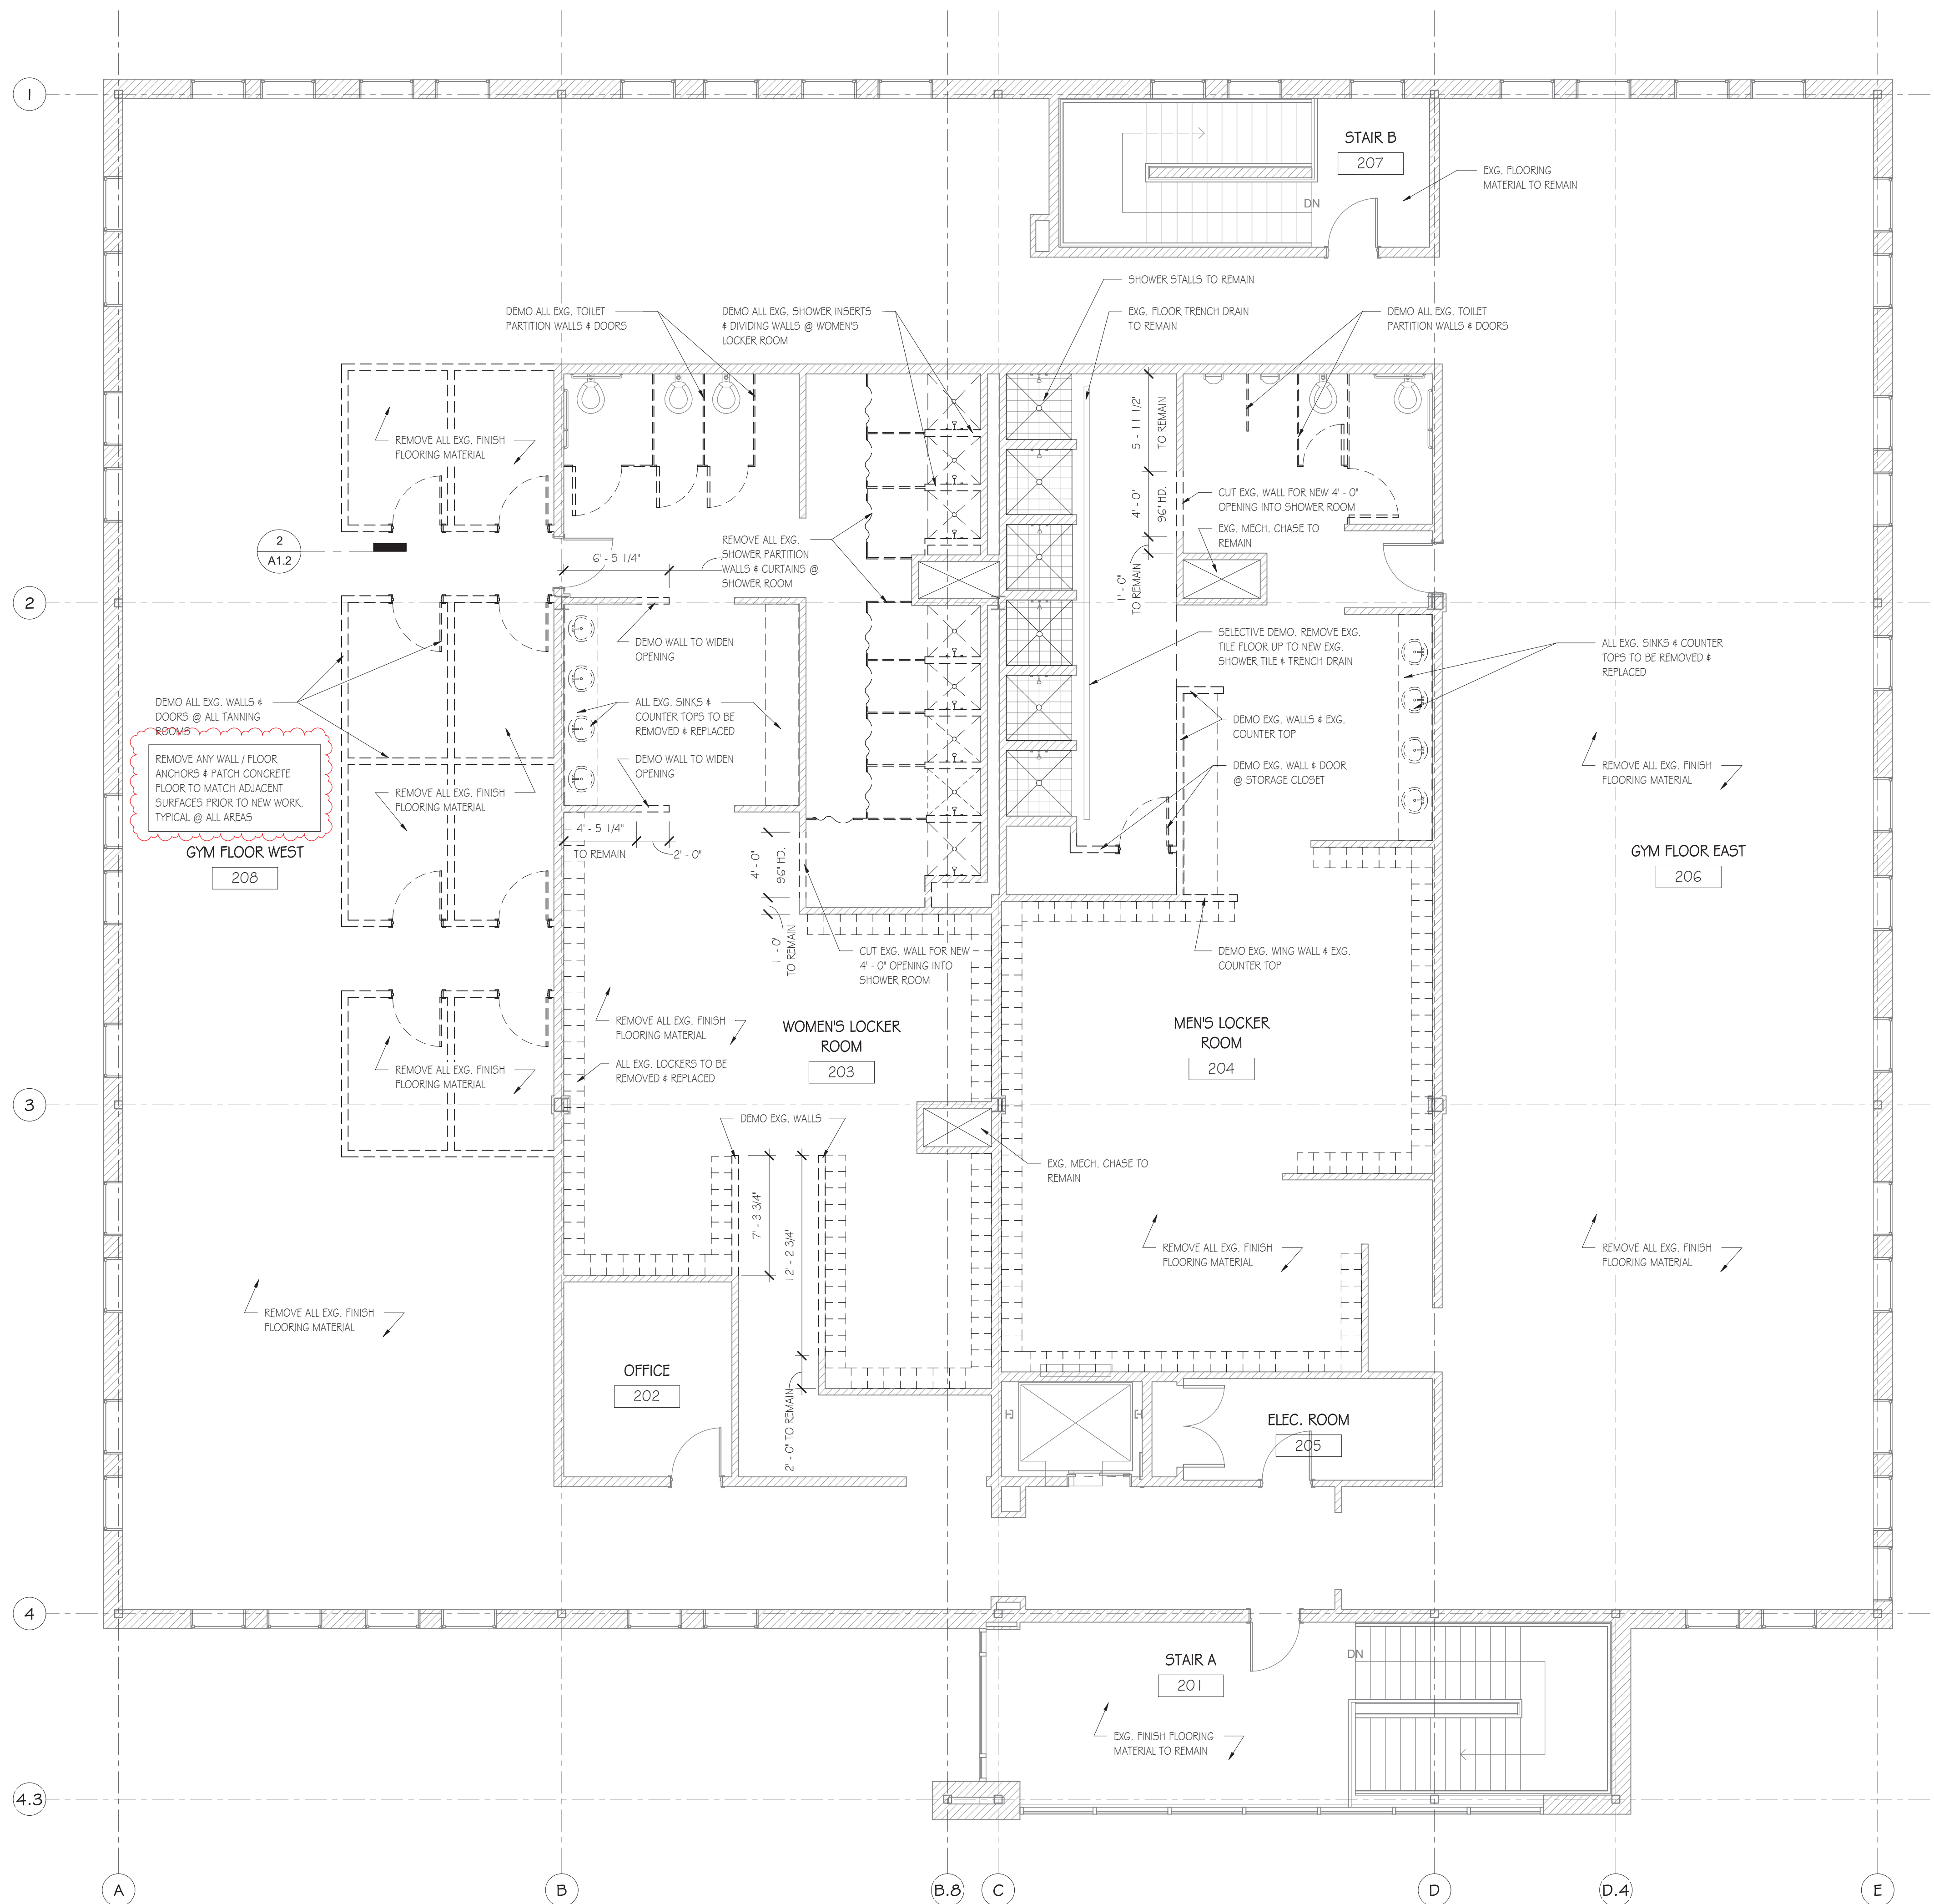 1
STAIR B
207
DN
EXG. FLOORING
MATERIAL TO REMAIN
SHOWER STALLS TO REMAIN
DEMO ALL EXG. TOILET
PARTITION WALLS & DOORS
DEMO ALL EXG. SHOWER INSERTS
& DIVIDING WALLS @ WOMEN'S
LOCKER ROOM
EXG. FLOOR TRENCH DRAIN
TO REMAIN
DEMO ALL EXG. TOILET
PARTITION WALLS & DOORS
5' - 11 1/2"
TO REMAIN
REMOVE ALL EXG. FINISH
FLOORING MATERIAL
4' - 0"
96" HD.
CUT EXG. WALL FOR NEW 4' - 0"
OPENING INTO SHOWER ROOM
EXG. MECH. CHASE TO
REMAIN
2
A1.2
REMOVE ALL EXG.
SHOWER PARTITION
WALLS & CURTAINS @
SHOWER ROOM
6' - 5 1/4"
1' - 0"
TO REMAIN
2
DEMO WALL TO WIDEN
OPENING
SELECTIVE DEMO. REMOVE EXG.
TILE FLOOR UP TO NEW EXG.
SHOWER TILE & TRENCH DRAIN
ALL EXG. SINKS & COUNTER
TOPS TO BE REMOVED &
REPLACED
DEMO ALL EXG. WALLS &
DOORS @ ALL TANNING
ROOMS
ALL EXG. SINKS &
COUNTER TOPS TO BE
REMOVED & REPLACED
DEMO EXG. WALLS & EXG.
COUNTER TOP
REMOVE ANY WALL / FLOOR
ANCHORS & PATCH CONCRETE
FLOOR TO MATCH ADJACENT
SURFACES PRIOR TO NEW WORK.
TYPICAL @ ALL AREAS
DEMO WALL TO WIDEN
OPENING
DEMO EXG. WALL & DOOR
@ STORAGE CLOSET
REMOVE ALL EXG. FINISH
FLOORING MATERIAL
REMOVE ALL EXG. FINISH
FLOORING MATERIAL
GYM FLOOR WEST
208
4' - 5 1/4"
TO REMAIN
2' - 0"
4' - 0"
96" HD.
GYM FLOOR EAST
206
1' - 0"
TO REMAIN
CUT EXG. WALL FOR NEW
4' - 0" OPENING INTO
SHOWER ROOM
DEMO EXG. WING WALL & EXG.
COUNTER TOP
REMOVE ALL EXG. FINISH
FLOORING MATERIAL
WOMEN'S LOCKER
ROOM
203
MEN'S LOCKER
ROOM
204
REMOVE ALL EXG. FINISH
FLOORING MATERIAL
ALL EXG. LOCKERS TO BE
REMOVED & REPLACED
3
DEMO EXG. WALLS
EXG. MECH. CHASE TO
REMAIN
7' - 3 3/4"
12' - 2 3/4"
REMOVE ALL EXG. FINISH
FLOORING MATERIAL
REMOVE ALL EXG. FINISH
FLOORING MATERIAL
REMOVE ALL EXG. FINISH
FLOORING MATERIAL
OFFICE
202
2' - 0" TO REMAIN
ELEC. ROOM
205
4
STAIR A
201
DN
EXG. FINISH FLOORING
MATERIAL TO REMAIN
4.3
A
B
B.8
C
D
D.4
E